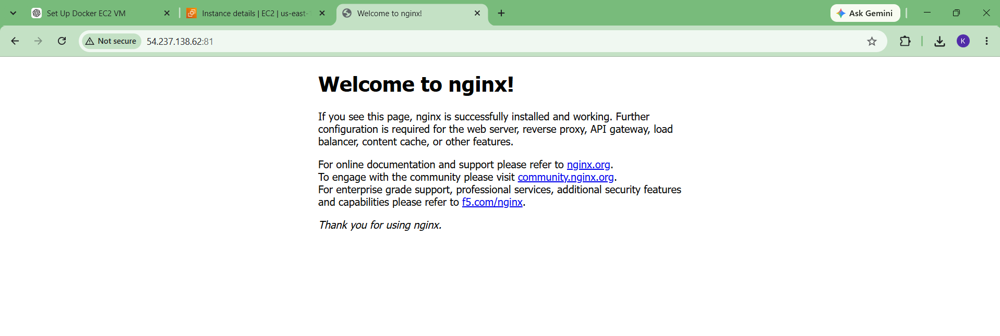 Set Up Docker EC2 VM
Instance details | EC2 | us-east-
Welcome to nginx!
Ask Gemini
Not secure
54.237.138.62:81
K
Welcome to nginx!
If you see this page, nginx is successfully installed and working. Further
configuration is required for the web server, reverse proxy, API gateway, load
balancer, content cache, or other features.
For online documentation and support please refer to nginx.org.
To engage with the community please visit community.nginx.org.
For enterprise grade support, professional services, additional security features
and capabilities please refer to f5.com/nginx.
Thank you for using nginx.